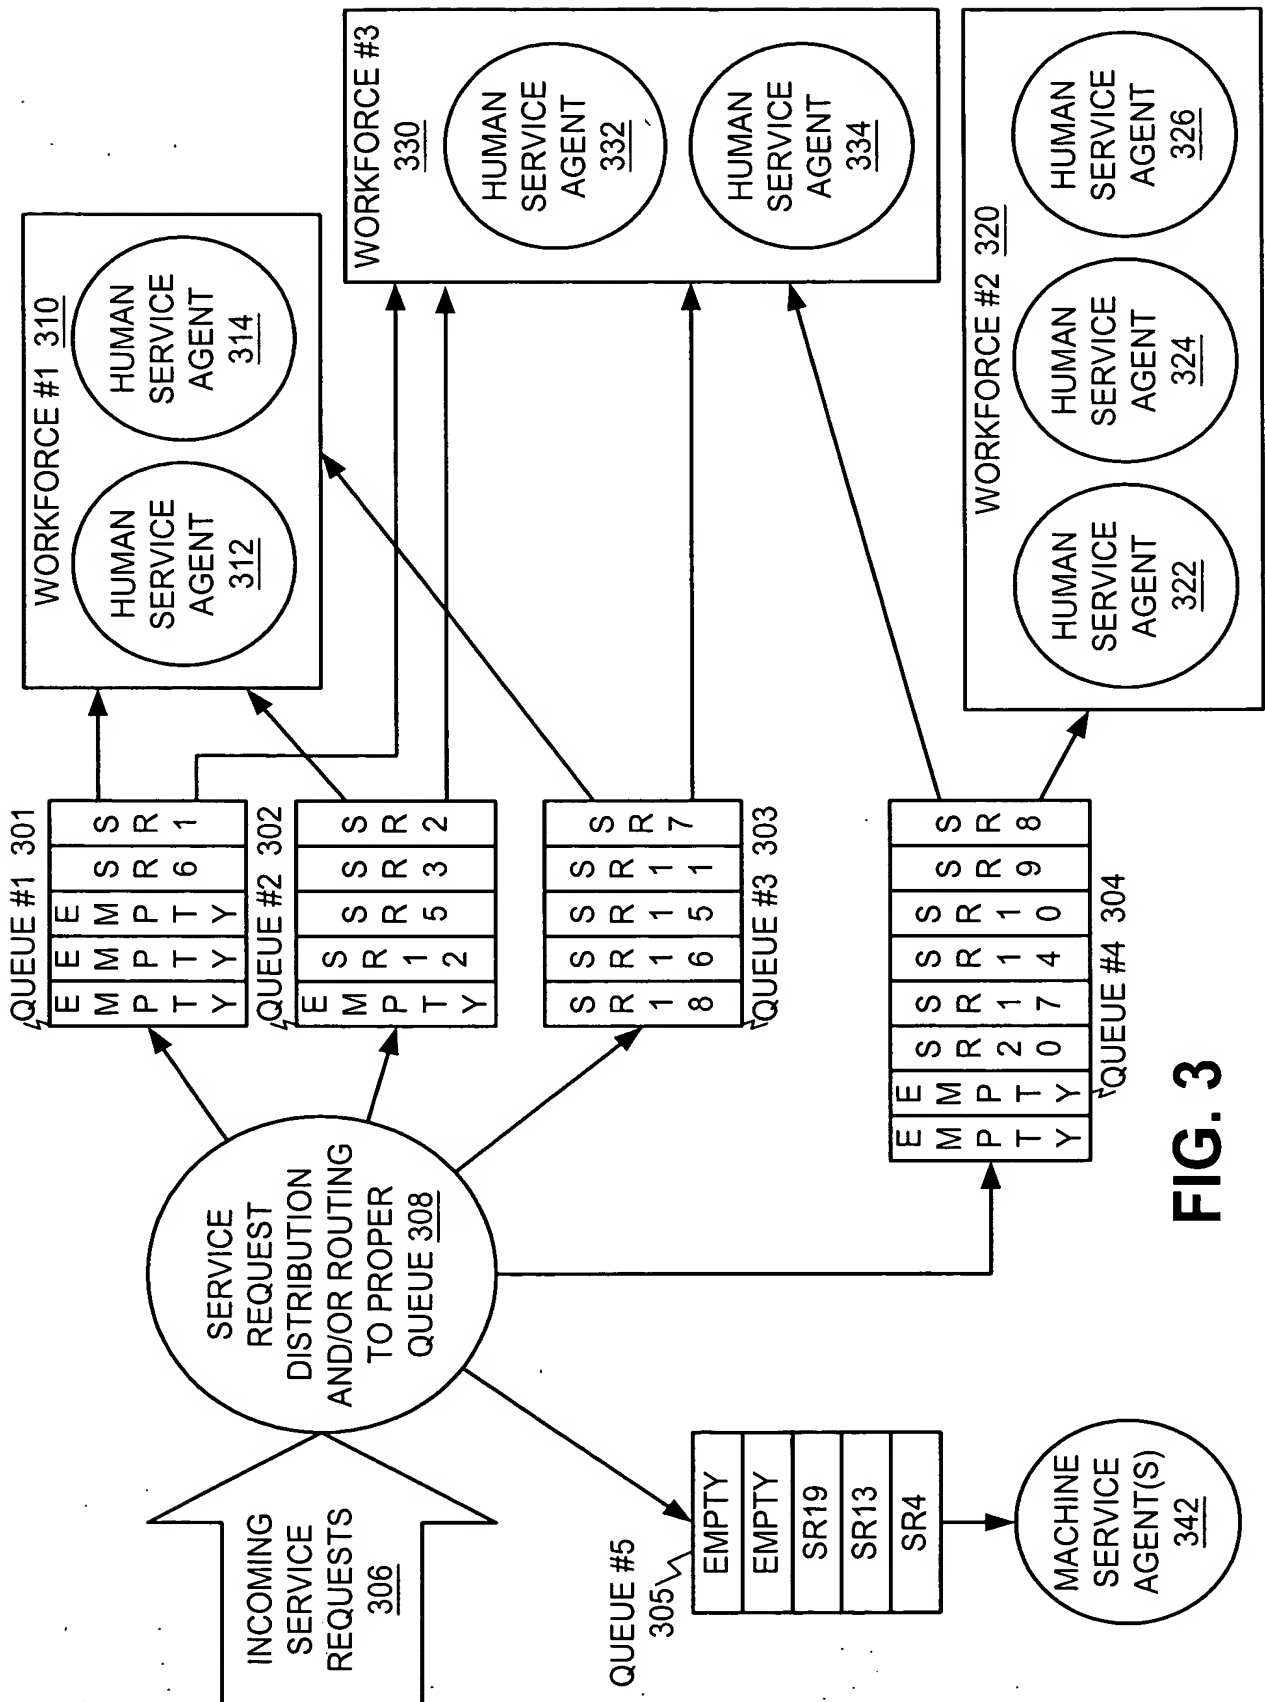 INCOMING
SERVICE
REQUESTS
306
SERVICE
REQUEST
DISTRIBUTION
AND/OR ROUTING
TO PROPER
QUEUE 308
QUEUE #1 301
EMPTY
EMPTY
EMPTY
SR6
SR1
QUEUE #2 302
EMPTY
SR12
SR5
SR3
SR2
SR18
SR16
SR15
SR11
SR7
QUEUE #3 303
EMPTY
EMPTY
SR20
SR17
SR14
SR10
SR9
SR8
QUEUE #4 304
QUEUE #5
305
EMPTY
EMPTY
SR19
SR13
SR4
MACHINE
SERVICE
AGENT(S)
342
WORKFORCE #1 310
HUMAN
SERVICE
AGENT
312
HUMAN
SERVICE
AGENT
314
WORKFORCE #3
330
HUMAN
SERVICE
AGENT
332
HUMAN
SERVICE
AGENT
334
WORKFORCE #2 320
HUMAN
SERVICE
AGENT
322
HUMAN
SERVICE
AGENT
324
HUMAN
SERVICE
AGENT
326
FIG. 3